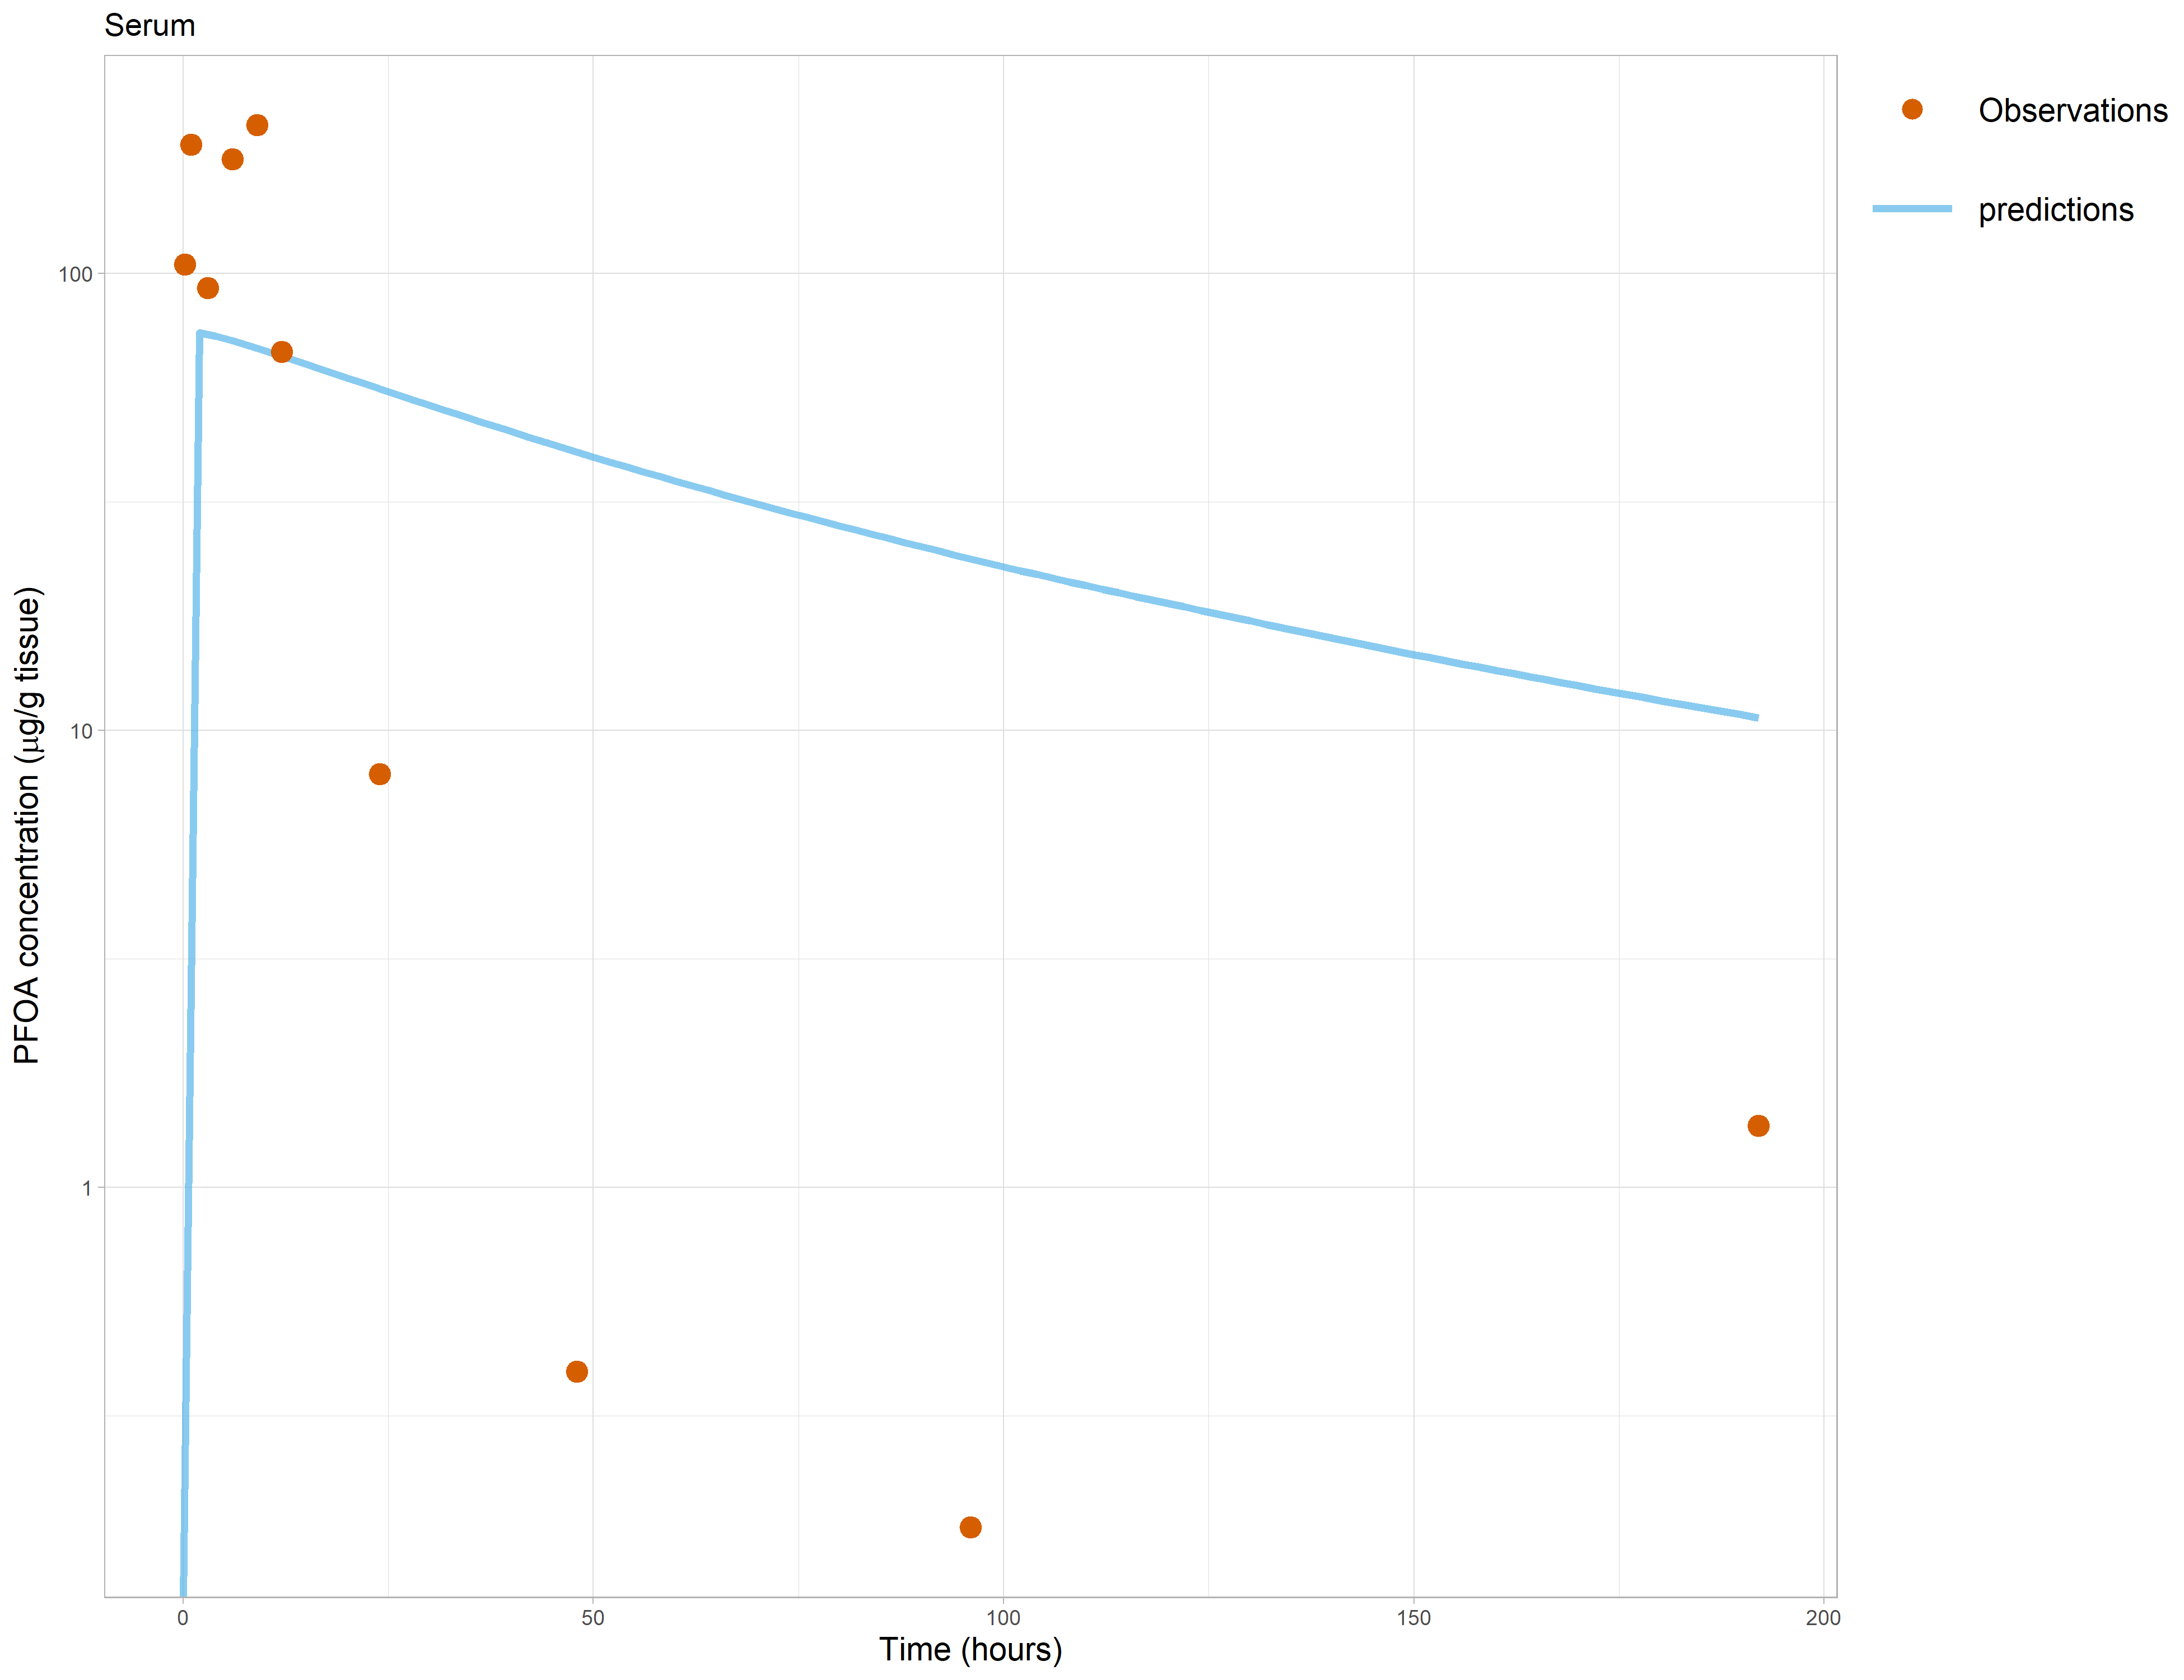 Serum
Observations
predictions
PFOA concentration (μg/g tissue)
100
10
1
0
50
100
150
200
Time (hours)